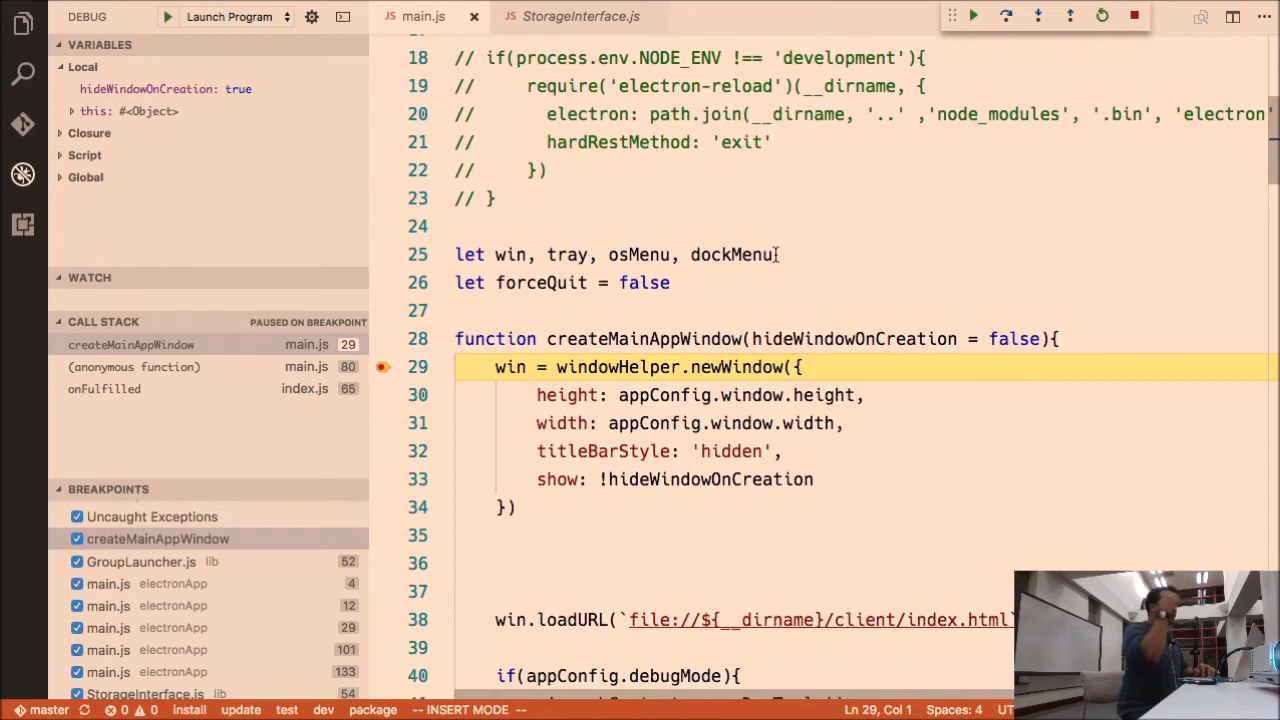 DEBUG
Launch Program
VARIABLES
Local
hideWindowOnCreation: true
this: #<Object>
Closure
Script
Global
WATCH
CALL STACK PAUSED ON BREAKPOINT
createMainAppWindow main.js 29
(anonymous function) main.js 80
onFulfilled index.js 65
BREAKPOINTS
Uncaught Exceptions
createMainAppWindow
GroupLauncher.js lib 52
main.js electronApp 4
main.js electronApp 12
main.js electronApp 29
main.js electronApp 101
main.js electronApp 133
StorageInterface.js lib 54
main.js
StorageInterface.js
18 // if(process.env.NODE_ENV !== 'development'){
19 //     require('electron-reload')(__dirname, {
20 //       electron: path.join(__dirname, '..' ,'node_modules', '.bin', 'electron'
21 //       hardRestMethod: 'exit'
22 //     })
23 // }
24
25 let win, tray, osMenu, dockMenu
26 let forceQuit = false
27
28 function createMainAppWindow(hideWindowOnCreation = false){
29     win = windowHelper.newWindow({
30         height: appConfig.window.height,
31         width: appConfig.window.width,
32         titleBarStyle: 'hidden',
33         show: !hideWindowOnCreation
34     })
35
36
37
38     win.loadURL(`file://${__dirname}/client/index.html`
39
40     if(appConfig.debugMode){
master 0 0 install update test dev package -- INSERT MODE -- Ln 29, Col 1 Spaces: 4